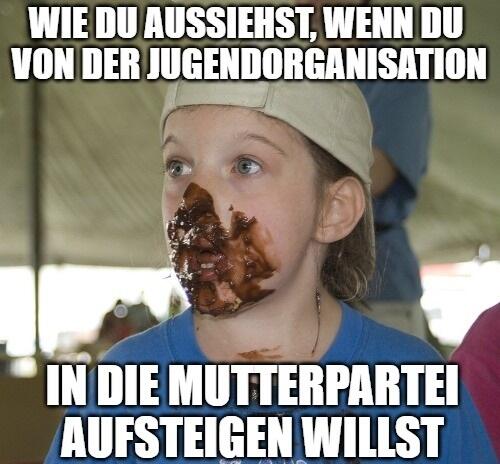 WIE DU AUSSIEHST, WENN DU
VON DER JUGENDORGANISATION
IN DIE MUTTERPARTEI
AUFSTEIGEN WILLST